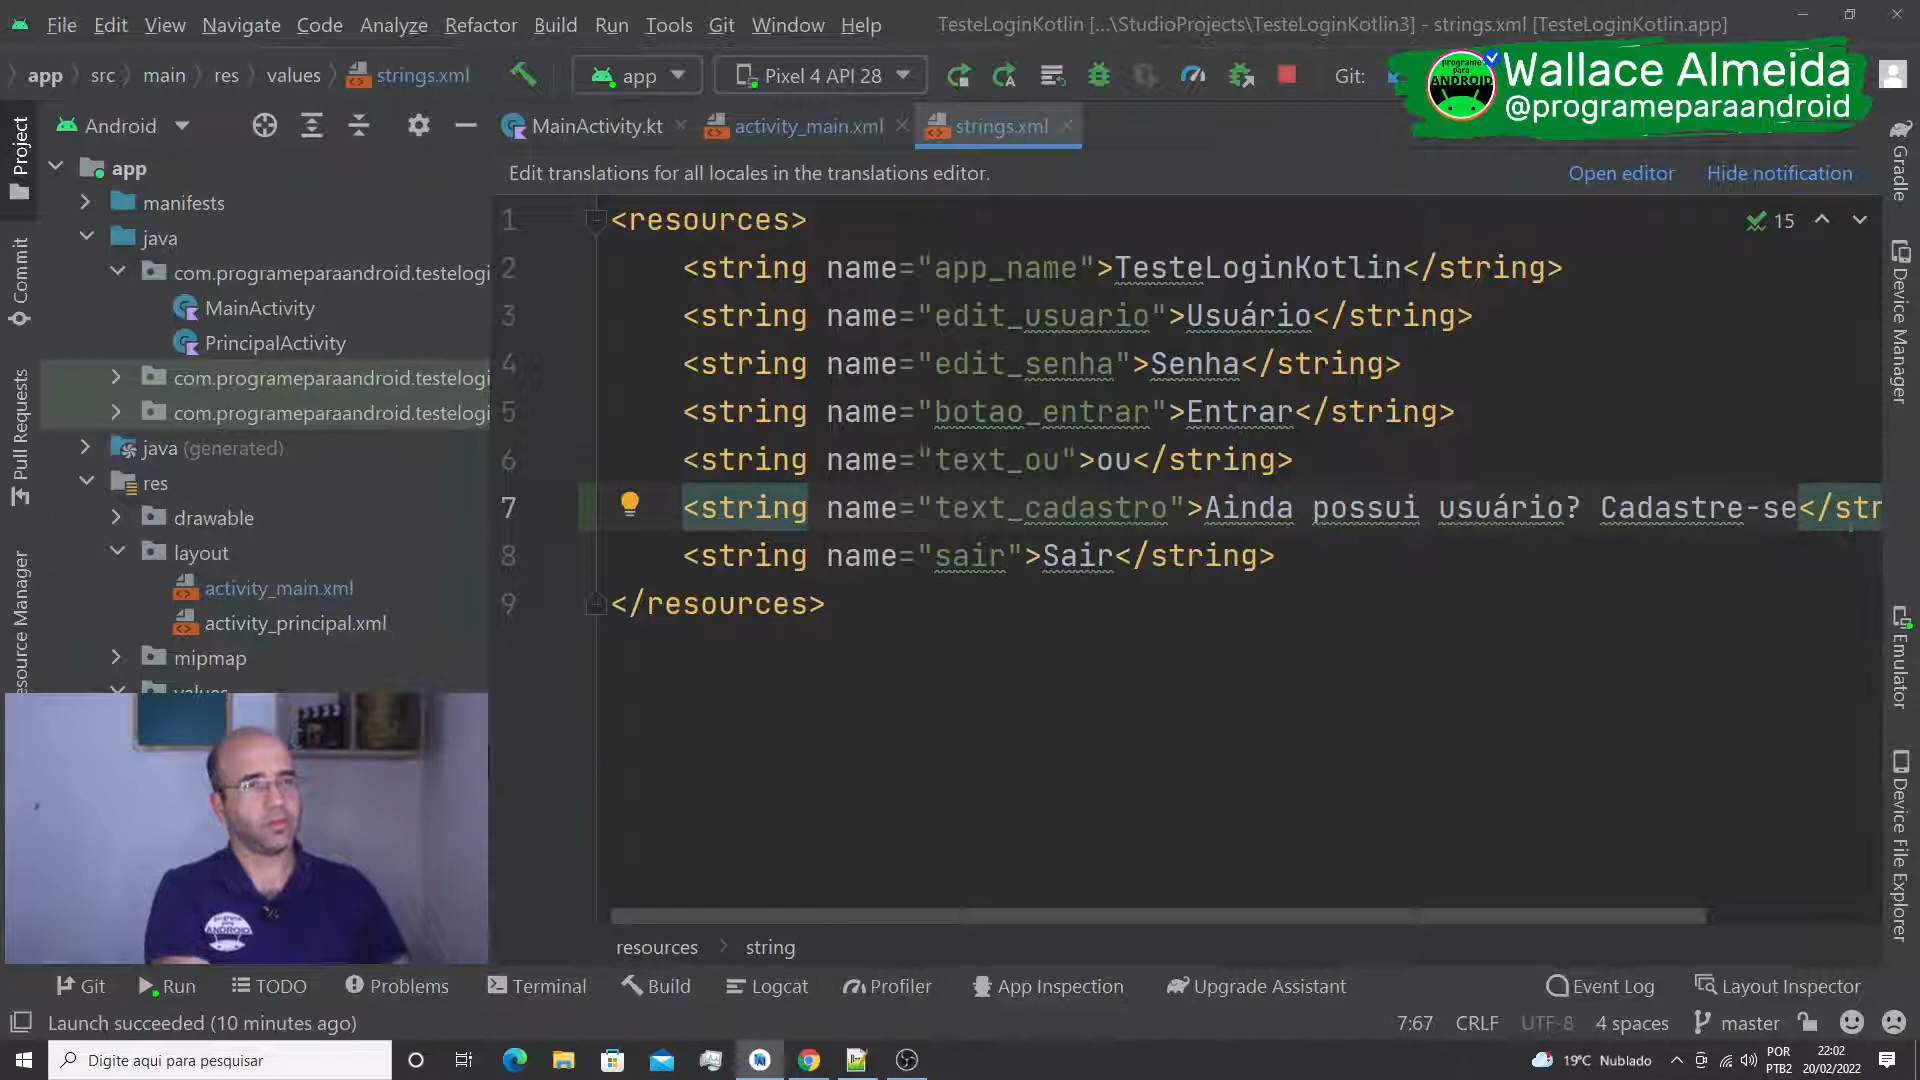 File Edit View Navigate Code Analyze Refactor Build Run Tools Git Window Help TesteLoginKotlin [...\StudioProjects\TesteLoginKotlin3] - strings.xml [TesteLoginKotlin.app]
app src main res values strings.xml app Pixel 4 API 28 Git:
programe para ANDROID
Wallace Almeida
@programeparaandroid
Android
MainActivity.kt activity_main.xml strings.xml
Edit translations for all locales in the translations editor. Open editor Hide notification
Project
Commit
Pull Requests
Resource Manager
app
manifests
java
com.programeparaandroid.testelogi
MainActivity
PrincipalActivity
com.programeparaandroid.testelogi
com.programeparaandroid.testelogi
java (generated)
res
drawable
layout
activity_main.xml
activity_principal.xml
mipmap
values
15
1 <resources>
2 <string name="app_name">TesteLoginKotlin</string>
3 <string name="edit_usuario">Usuário</string>
4 <string name="edit_senha">Senha</string>
5 <string name="botao_entrar">Entrar</string>
6 <string name="text_ou">ou</string>
7 <string name="text_cadastro">Ainda possui usuário? Cadastre-se</str
8 <string name="sair">Sair</string>
9 </resources>
Gradle
Device Manager
Emulator
Device File Explorer
programe para ANDROID
resources string
Git Run TODO Problems Terminal Build Logcat Profiler App Inspection Upgrade Assistant Event Log Layout Inspector
Launch succeeded (10 minutes ago) 7:67 CRLF UTF-8 4 spaces master
Digite aqui para pesquisar 19°C Nublado POR PTB2 22:02 20/02/2022